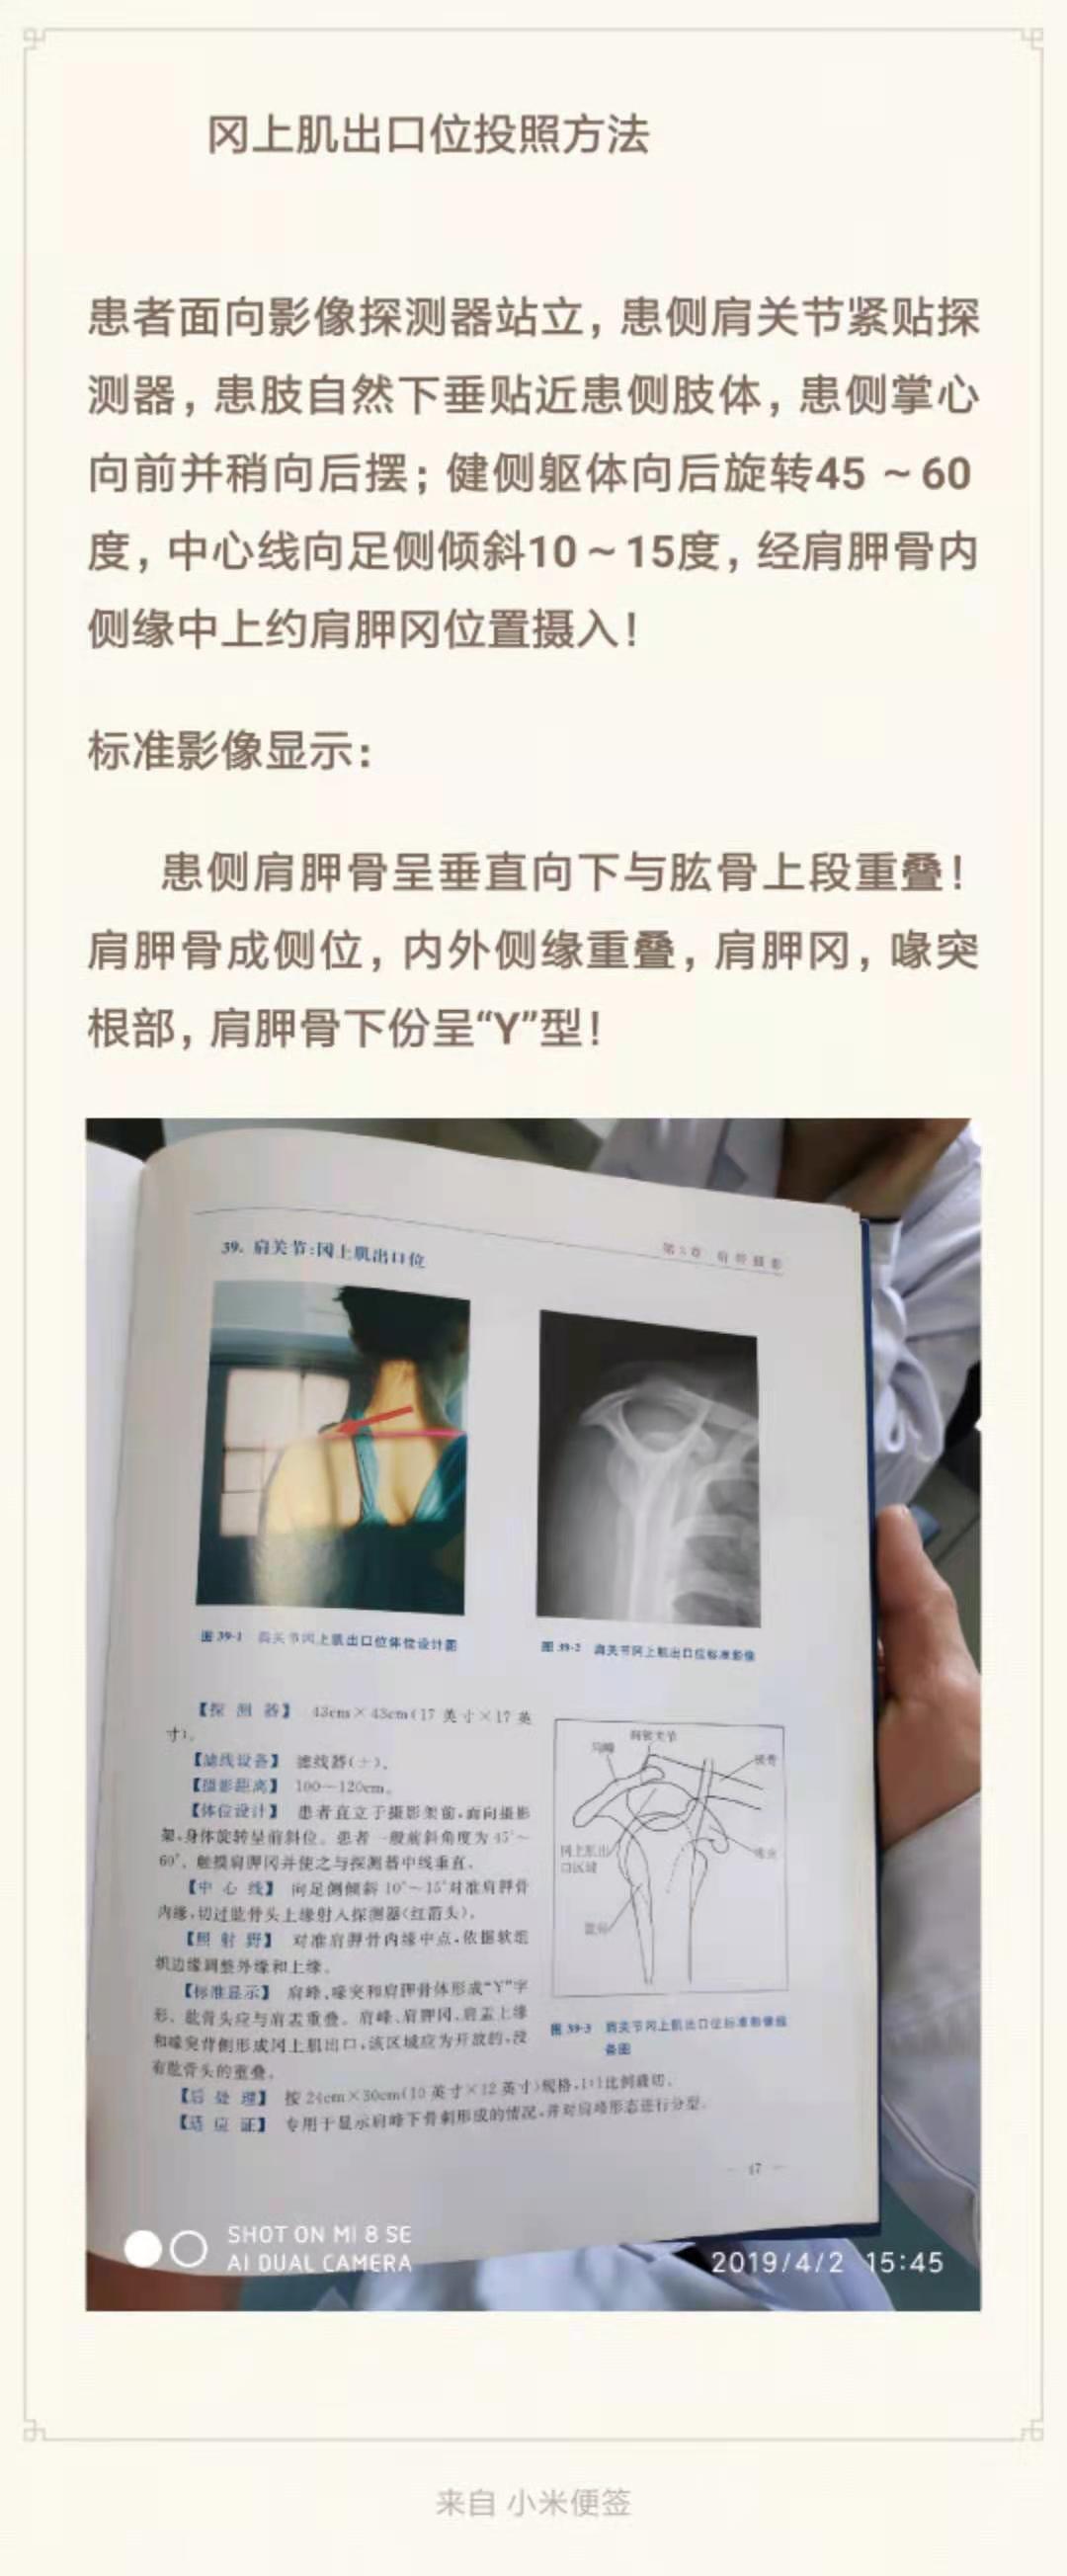 冈上肌出口位投照方法
患者面向影像探测器站立，患侧肩关节紧贴探
测器，患肢自然下垂贴近患侧肢体，患侧掌心
向前并稍向后摆；健侧躯体向后旋转45 ~ 60
度，中心线向足侧倾斜10 ~ 15度，经肩胛骨内
侧缘中上约肩胛冈位置摄入！
标准影像显示：
患侧肩胛骨呈垂直向下与肱骨上段重叠！
肩胛骨成侧位，内外侧缘重叠，肩胛冈，喙突
根部，肩胛骨下份呈“Y”型！
39. 肩关节:冈上肌出口位
图 39-1 肩关节冈上肌出口位体位设计图
图 39-2 肩关节冈上肌出口位标准影像
【探 测 器】 43cm×43cm(17 英寸×17 英
寸)。
【滤线设备】 滤线器(+)。
【摄影距离】 100~120cm。
【体位设计】 患者直立于摄影架前,面向摄影
架,身体旋转呈前斜位。患者一般前斜角度为 45°~
60°。触摸肩胛冈并使之与探测器中线垂直。
【中 心 线】 向足侧倾斜 10°~15°对准肩胛骨
内缘,切过肱骨头上缘射入探测器(红箭头)。
【照 射 野】 对准肩胛骨内缘中点,依据软组
织边缘调整外缘和上缘。
【标准显示】 肩峰、喙突和肩胛骨体形成“Y”字
形。肱骨头应与肩盂重叠。肩峰、肩胛冈、肩盂上缘
和喙突背侧形成冈上肌出口,该区域应为开放的,没
有肱骨头的重叠。
肩峰
肩锁关节
锁骨
冈上肌出
口区域
喙突
肱骨
图 39-3 肩关节冈上肌出口位标准影像线
条图
【后 处 理】 按 24cm×30cm(10 英寸×12 英寸)规格,1:1比例裁切。
【适 应 证】 专用于显示肩峰下骨刺形成的情况,并对肩峰形态进行分型。
— 47 —
SHOT ON MI 8 SE
AI DUAL CAMERA
2019/4/2 15:45
来自 小米便签